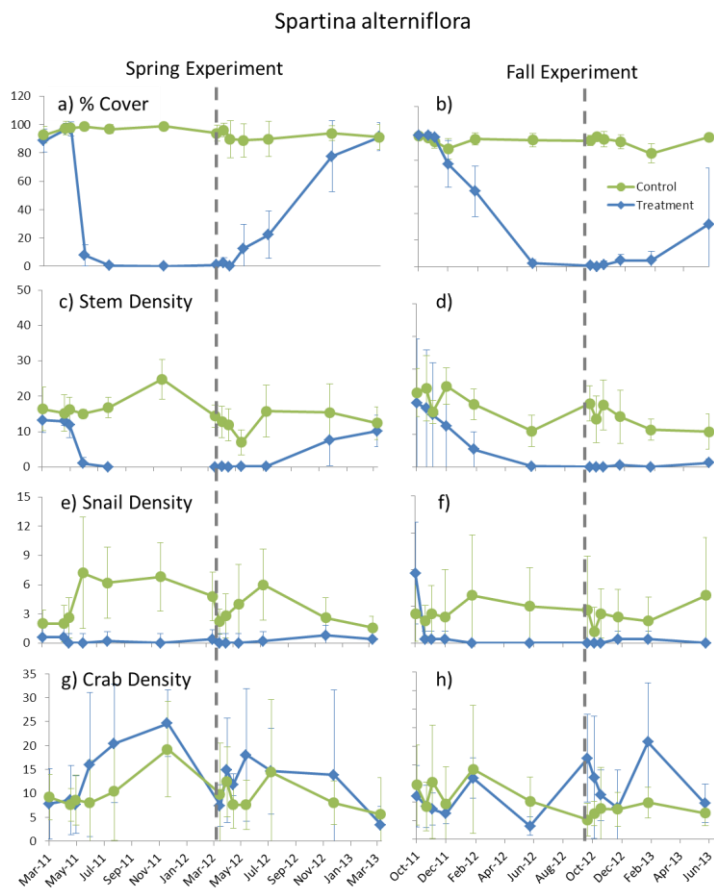 Spartina alterniflora
Spring Experiment
Fall Experiment
a) % Cover
b)
120
100
80
60
40
20
0
Control
Treatment
c) Stem Density
d)
50
40
30
20
10
0
e) Snail Density
f)
15
12
9
6
3
0
g) Crab Density
h)
35
30
25
20
15
10
5
0
Mar-11 May-11 Jul-11 Sep-11 Nov-11 Jan-12 Mar-12 May-12 Jul-12 Sep-12 Nov-12 Jan-13 Mar-13
Oct-11 Dec-11 Feb-12 Apr-12 Jun-12 Aug-12 Oct-12 Dec-12 Feb-13 Apr-13 Jun-13